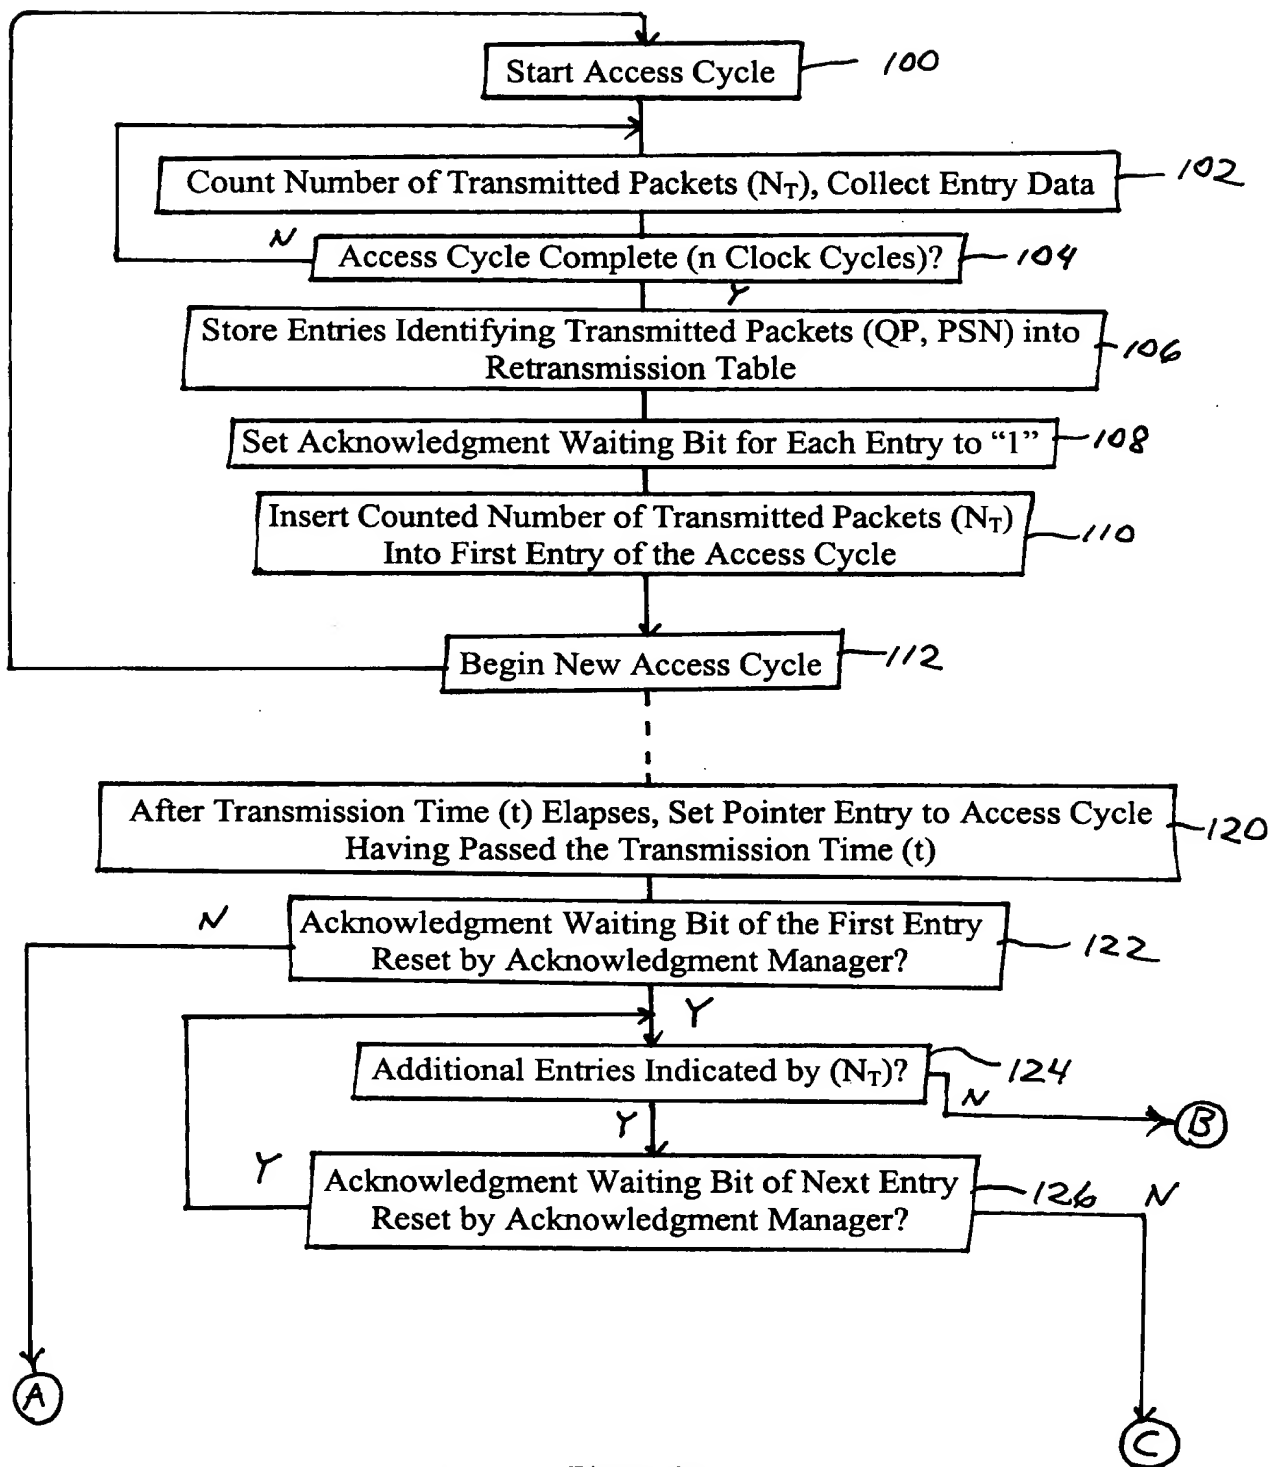 Start Access Cycle 100
Count Number of Transmitted Packets (N_T), Collect Entry Data 102
N
Access Cycle Complete (n Clock Cycles)? 104
Y
Store Entries Identifying Transmitted Packets (QP, PSN) into
Retransmission Table
106
Set Acknowledgment Waiting Bit for Each Entry to “1” 108
Insert Counted Number of Transmitted Packets (N_T)
Into First Entry of the Access Cycle
110
Begin New Access Cycle 112
After Transmission Time (t) Elapses, Set Pointer Entry to Access Cycle
Having Passed the Transmission Time (t)
120
N
Acknowledgment Waiting Bit of the First Entry
Reset by Acknowledgment Manager?
122
Y
Additional Entries Indicated by (N_T)? 124
N
B
Y
Y
Acknowledgment Waiting Bit of Next Entry
Reset by Acknowledgment Manager?
126
N
A
C